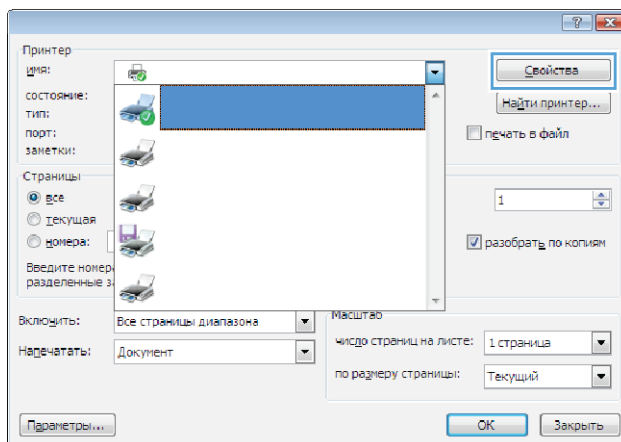 Принтер
имя:
Свойства
состояние:
Найти принтер...
тип:
порт:
печать в файл
заметки:
Страницы
все
1
текущая
номера:
разобрать по копиям
Введите
разделенные
Включить:
Все страницы диапазона
Масштаб
число страниц на листе:
1 страница
Напечатать:
Документ
по размеру страницы:
Текущий
Параметры...
OK
Закрыть